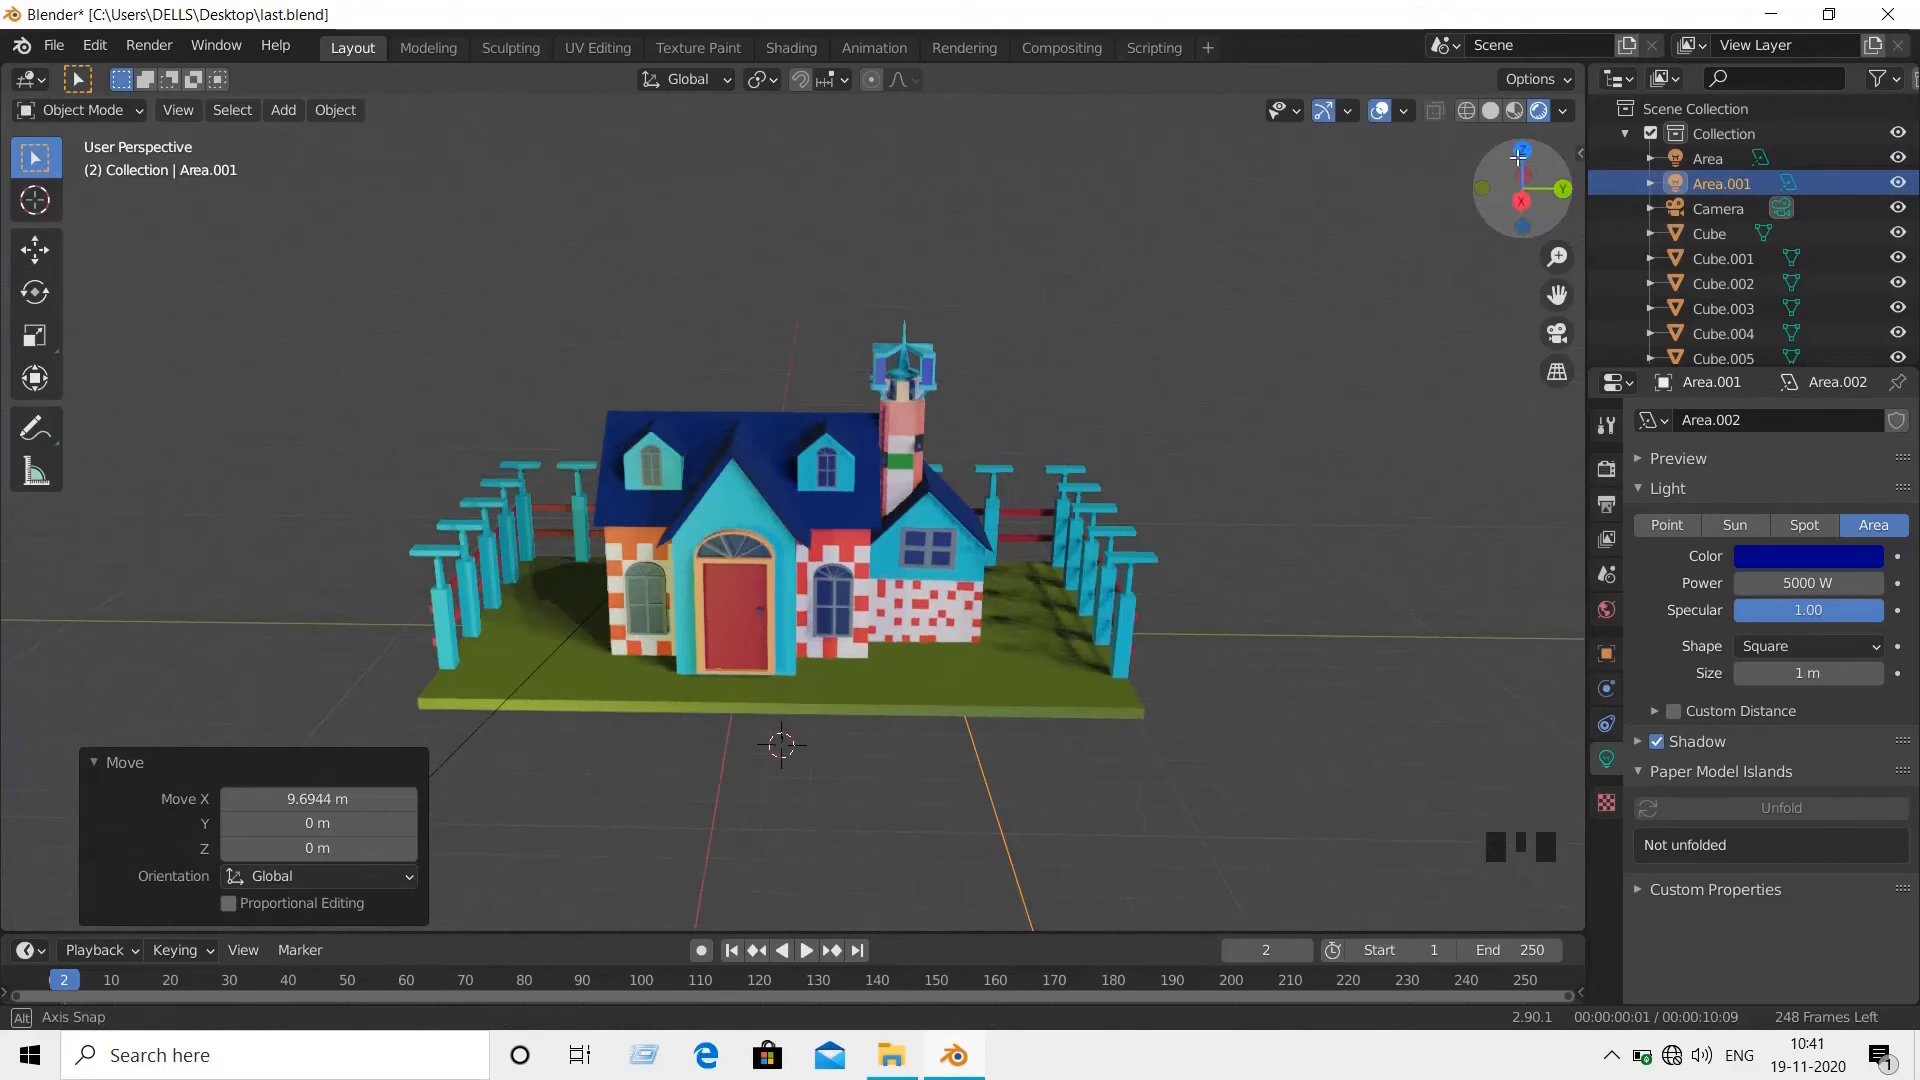 Blender* [C:\Users\DELLS\Desktop\last.blend]
File Edit Render Window Help Layout Modeling Sculpting UV Editing Texture Paint Shading Animation Rendering Compositing Scripting + Scene View Layer
Global Options
Object Mode View Select Add Object
User Perspective
(2) Collection | Area.001
Z
Y
X
Scene Collection
Collection
Area
Area.001
Camera
Cube
Cube.001
Cube.002
Cube.003
Cube.004
Cube.005
Area.001 Area.002
Area.002
Preview
Light
Point Sun Spot Area
Color
Power 5000 W
Specular 1.00
Shape Square
Size 1 m
Custom Distance
Shadow
Paper Model Islands
Unfold
Not unfolded
Custom Properties
Move
Move X 9.6944 m
Y 0 m
Z 0 m
Orientation Global
Proportional Editing
Playback Keying View Marker 2 Start 1 End 250
2 10 20 30 40 50 60 70 80 90 100 110 120 130 140 150 160 170 180 190 200 210 220 230 240 250
Alt Axis Snap 2.90.1 00:00:00:01 / 00:00:10:09 248 Frames Left
Search here ENG 10:41
19-11-2020 1